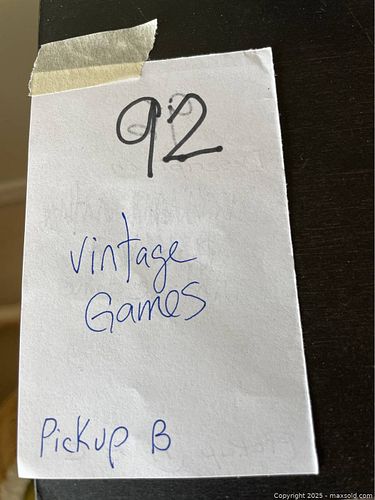 92
vintage
Games
Pickup B
Copyright 2025 - maxsold.com